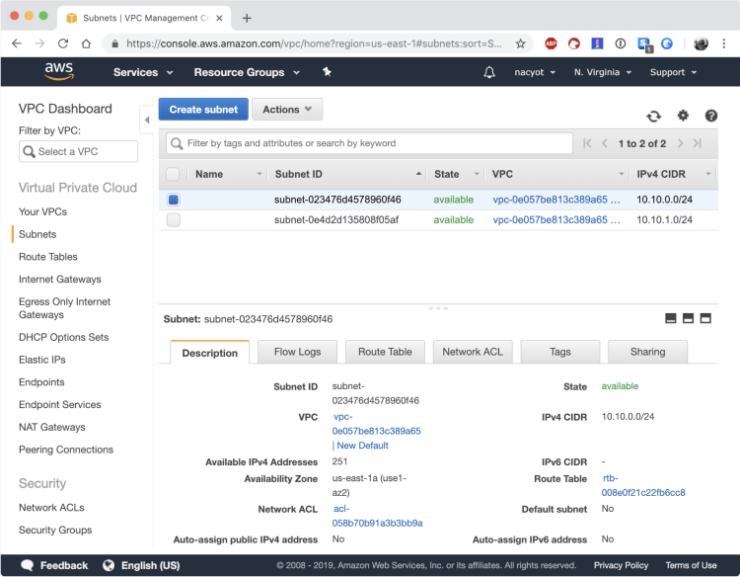 Subnets | VPC Management Co
https://console.aws.amazon.com/vpc/home?region=us-east-1#subnets:sort=S...
aws Services Resource Groups nacyot N. Virginia Support
VPC Dashboard
Filter by VPC:
Select a VPC
Virtual Private Cloud
Your VPCs
Subnets
Route Tables
Internet Gateways
Egress Only Internet
Gateways
DHCP Options Sets
Elastic IPs
Endpoints
Endpoint Services
NAT Gateways
Peering Connections
Security
Network ACLs
Security Groups
Create subnet Actions
Filter by tags and attributes or search by keyword 1 to 2 of 2
Name Subnet ID State VPC IPv4 CIDR
subnet-023476d4578960f46 available vpc-0e057be813c389a65 ... 10.10.0.0/24
subnet-0e4d2d135808f05af available vpc-0e057be813c389a65 ... 10.10.1.0/24
Subnet: subnet-023476d4578960f46
Description Flow Logs Route Table Network ACL Tags Sharing
Subnet ID subnet-
023476d4578960f46
State available
VPC vpc-
0e057be813c389a65
| New Default
IPv4 CIDR 10.10.0.0/24
Available IPv4 Addresses 251
IPv6 CIDR -
Availability Zone us-east-1a (use1-
az2)
Route Table rtb-
008e0f21c22fb6cc8
Network ACL acl-
058b70b91a3b3bb9a
Default subnet No
Auto-assign public IPv4 address No
Auto-assign IPv6 address No
Feedback English (US) © 2008 - 2019, Amazon Web Services, Inc. or its affiliates. All rights reserved. Privacy Policy Terms of Use